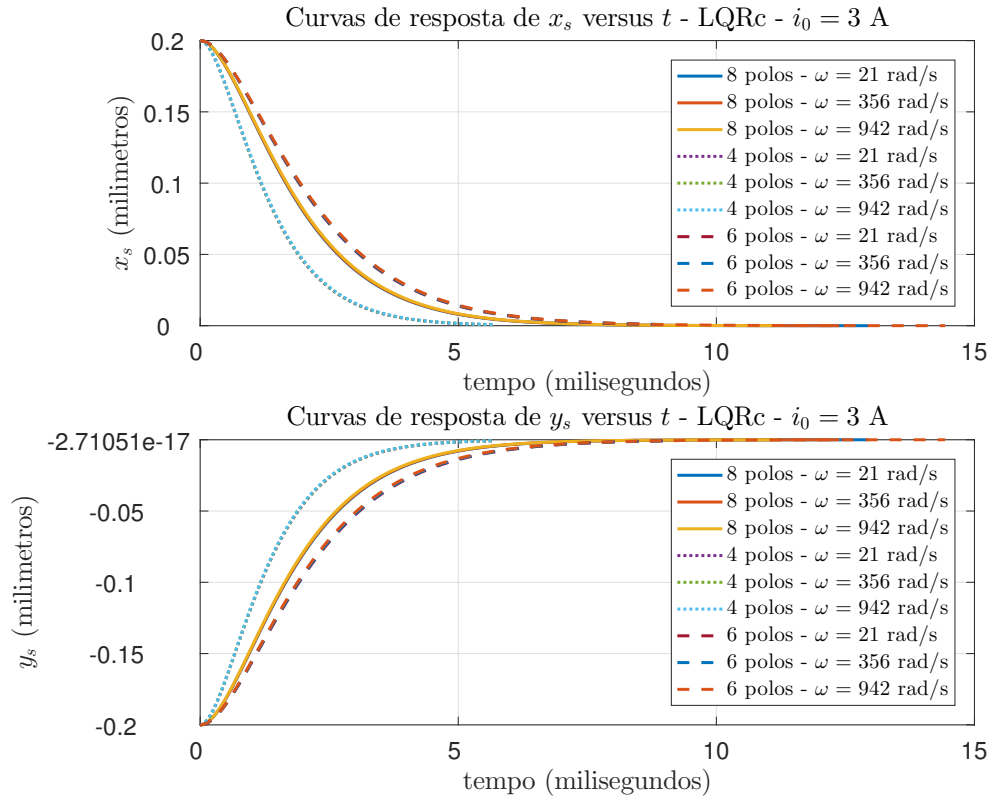 Curvas de resposta de x_s versus t - LQRc - i_0 = 3 A
0.2
0.15
0.1
0.05
0
x_s (milimetros)
8 polos - ω = 21 rad/s
8 polos - ω = 356 rad/s
8 polos - ω = 942 rad/s
4 polos - ω = 21 rad/s
4 polos - ω = 356 rad/s
4 polos - ω = 942 rad/s
6 polos - ω = 21 rad/s
6 polos - ω = 356 rad/s
6 polos - ω = 942 rad/s
0 5 10 15
tempo (milisegundos)
Curvas de resposta de y_s versus t - LQRc - i_0 = 3 A
-2.71051e-17
-0.05
-0.1
-0.15
-0.2
y_s (milimetros)
8 polos - ω = 21 rad/s
8 polos - ω = 356 rad/s
8 polos - ω = 942 rad/s
4 polos - ω = 21 rad/s
4 polos - ω = 356 rad/s
4 polos - ω = 942 rad/s
6 polos - ω = 21 rad/s
6 polos - ω = 356 rad/s
6 polos - ω = 942 rad/s
0 5 10 15
tempo (milisegundos)